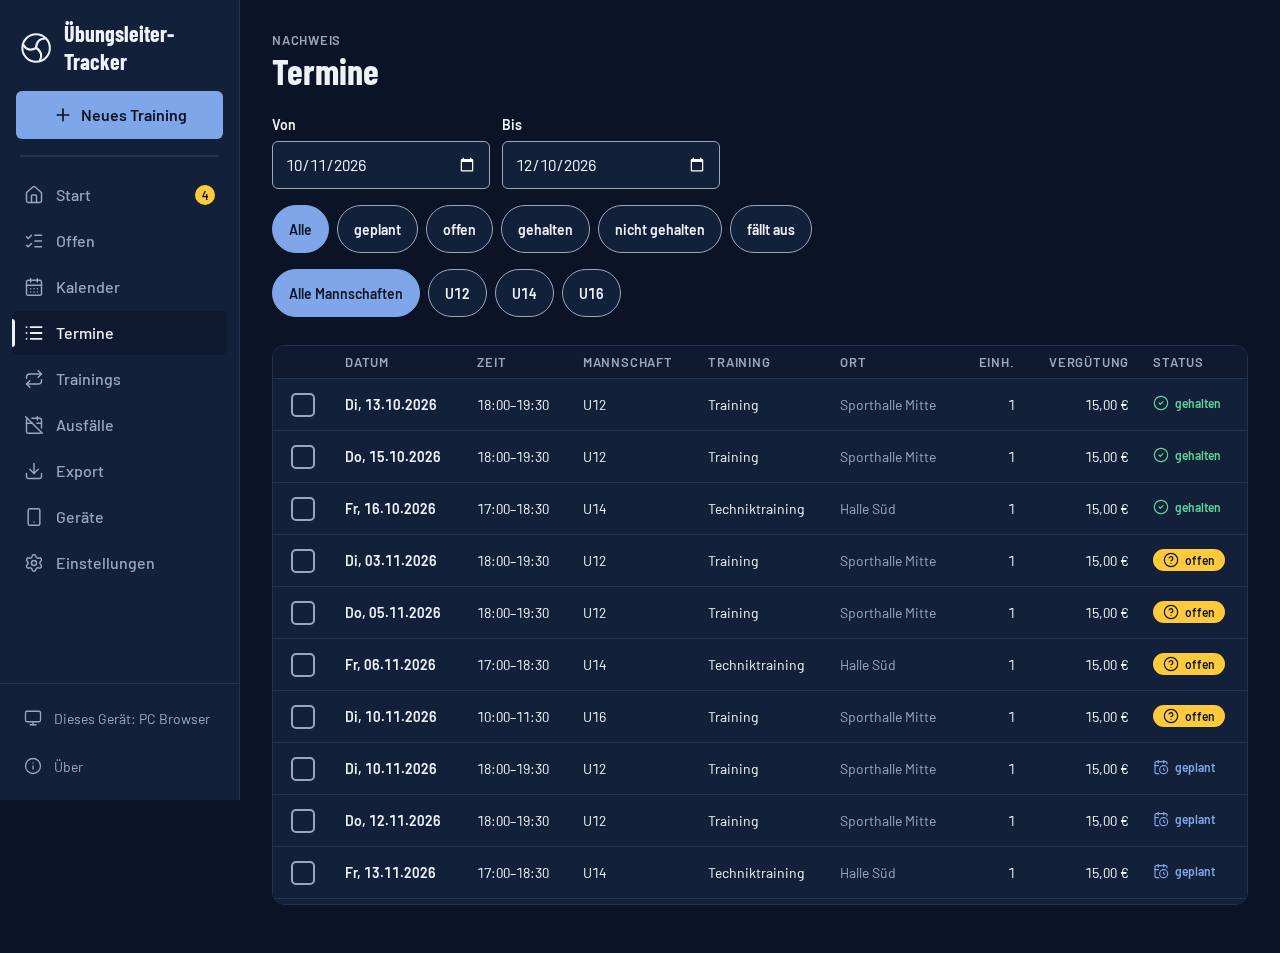 Übungsleiter-
Tracker
Neues Training
Start 4
Offen
Kalender
Termine
Trainings
Ausfälle
Export
Geräte
Einstellungen
Dieses Gerät: PC Browser
Über
NACHWEIS
Termine
Von Bis
10/11/2026 12/10/2026
Alle geplant offen gehalten nicht gehalten fällt aus
Alle Mannschaften U12 U14 U16
DATUM ZEIT MANNSCHAFT TRAINING ORT EINH. VERGÜTUNG STATUS
Di, 13.10.2026 18:00–19:30 U12 Training Sporthalle Mitte 1 15,00 € gehalten
Do, 15.10.2026 18:00–19:30 U12 Training Sporthalle Mitte 1 15,00 € gehalten
Fr, 16.10.2026 17:00–18:30 U14 Techniktraining Halle Süd 1 15,00 € gehalten
Di, 03.11.2026 18:00–19:30 U12 Training Sporthalle Mitte 1 15,00 € offen
Do, 05.11.2026 18:00–19:30 U12 Training Sporthalle Mitte 1 15,00 € offen
Fr, 06.11.2026 17:00–18:30 U14 Techniktraining Halle Süd 1 15,00 € offen
Di, 10.11.2026 10:00–11:30 U16 Training Sporthalle Mitte 1 15,00 € offen
Di, 10.11.2026 18:00–19:30 U12 Training Sporthalle Mitte 1 15,00 € geplant
Do, 12.11.2026 18:00–19:30 U12 Training Sporthalle Mitte 1 15,00 € geplant
Fr, 13.11.2026 17:00–18:30 U14 Techniktraining Halle Süd 1 15,00 € geplant